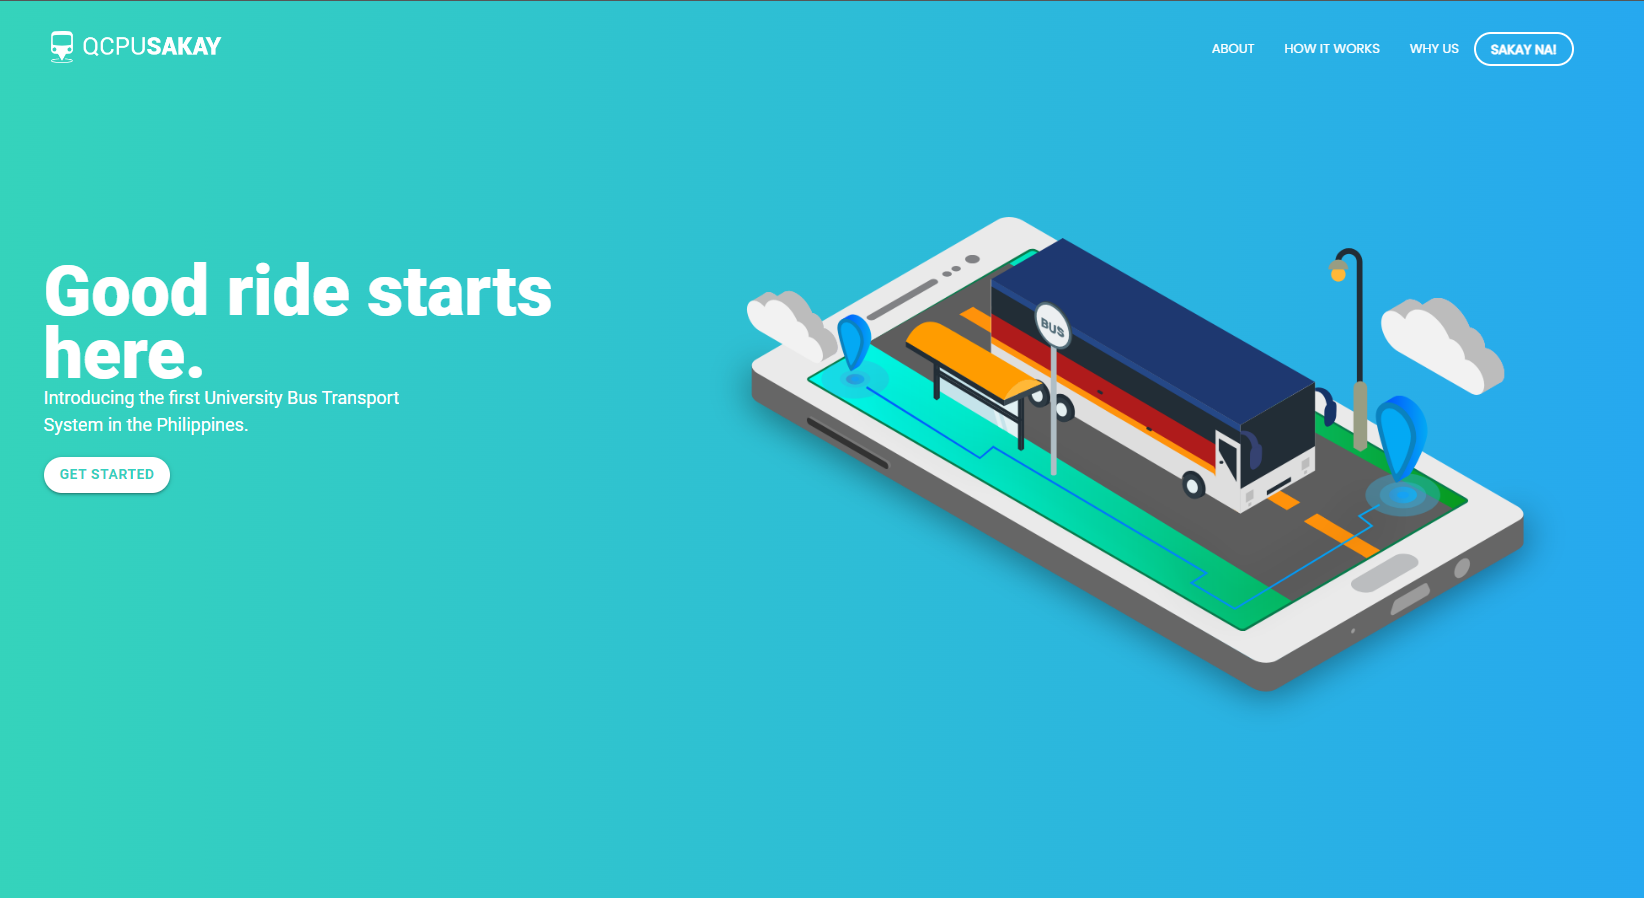 QCPUSAKAY
ABOUT HOW IT WORKS WHY US SAKAY NA!
Good ride starts
here.
Introducing the first University Bus Transport
System in the Philippines.
GET STARTED
BUS